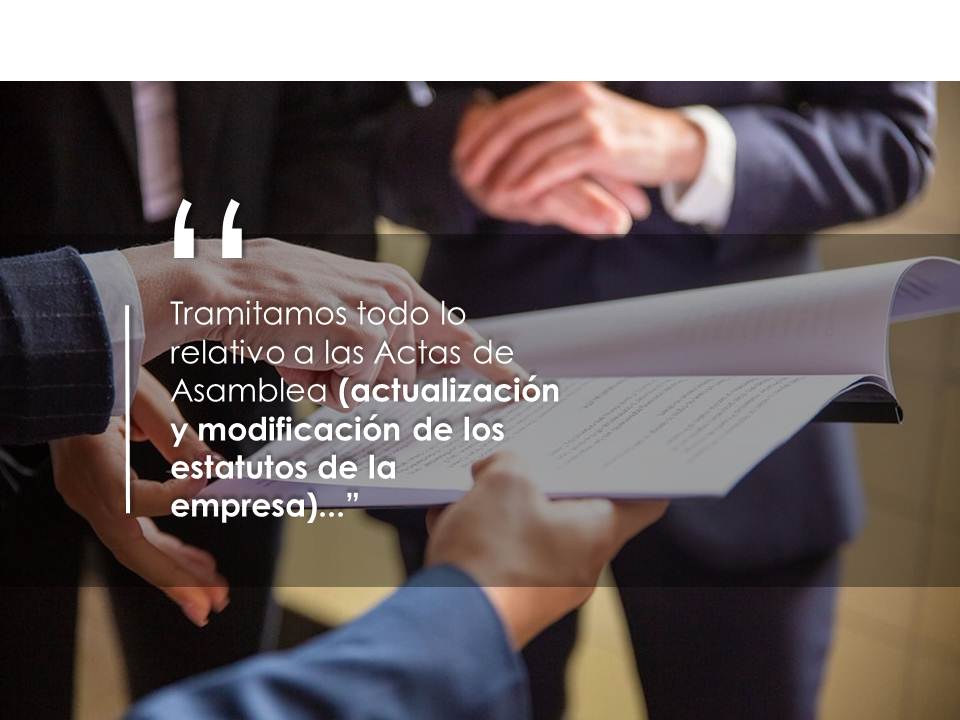 “
Tramitamos todo lo
relativo a las Actas de
Asamblea (actualización
y modificación de los
estatutos de la
empresa)...”